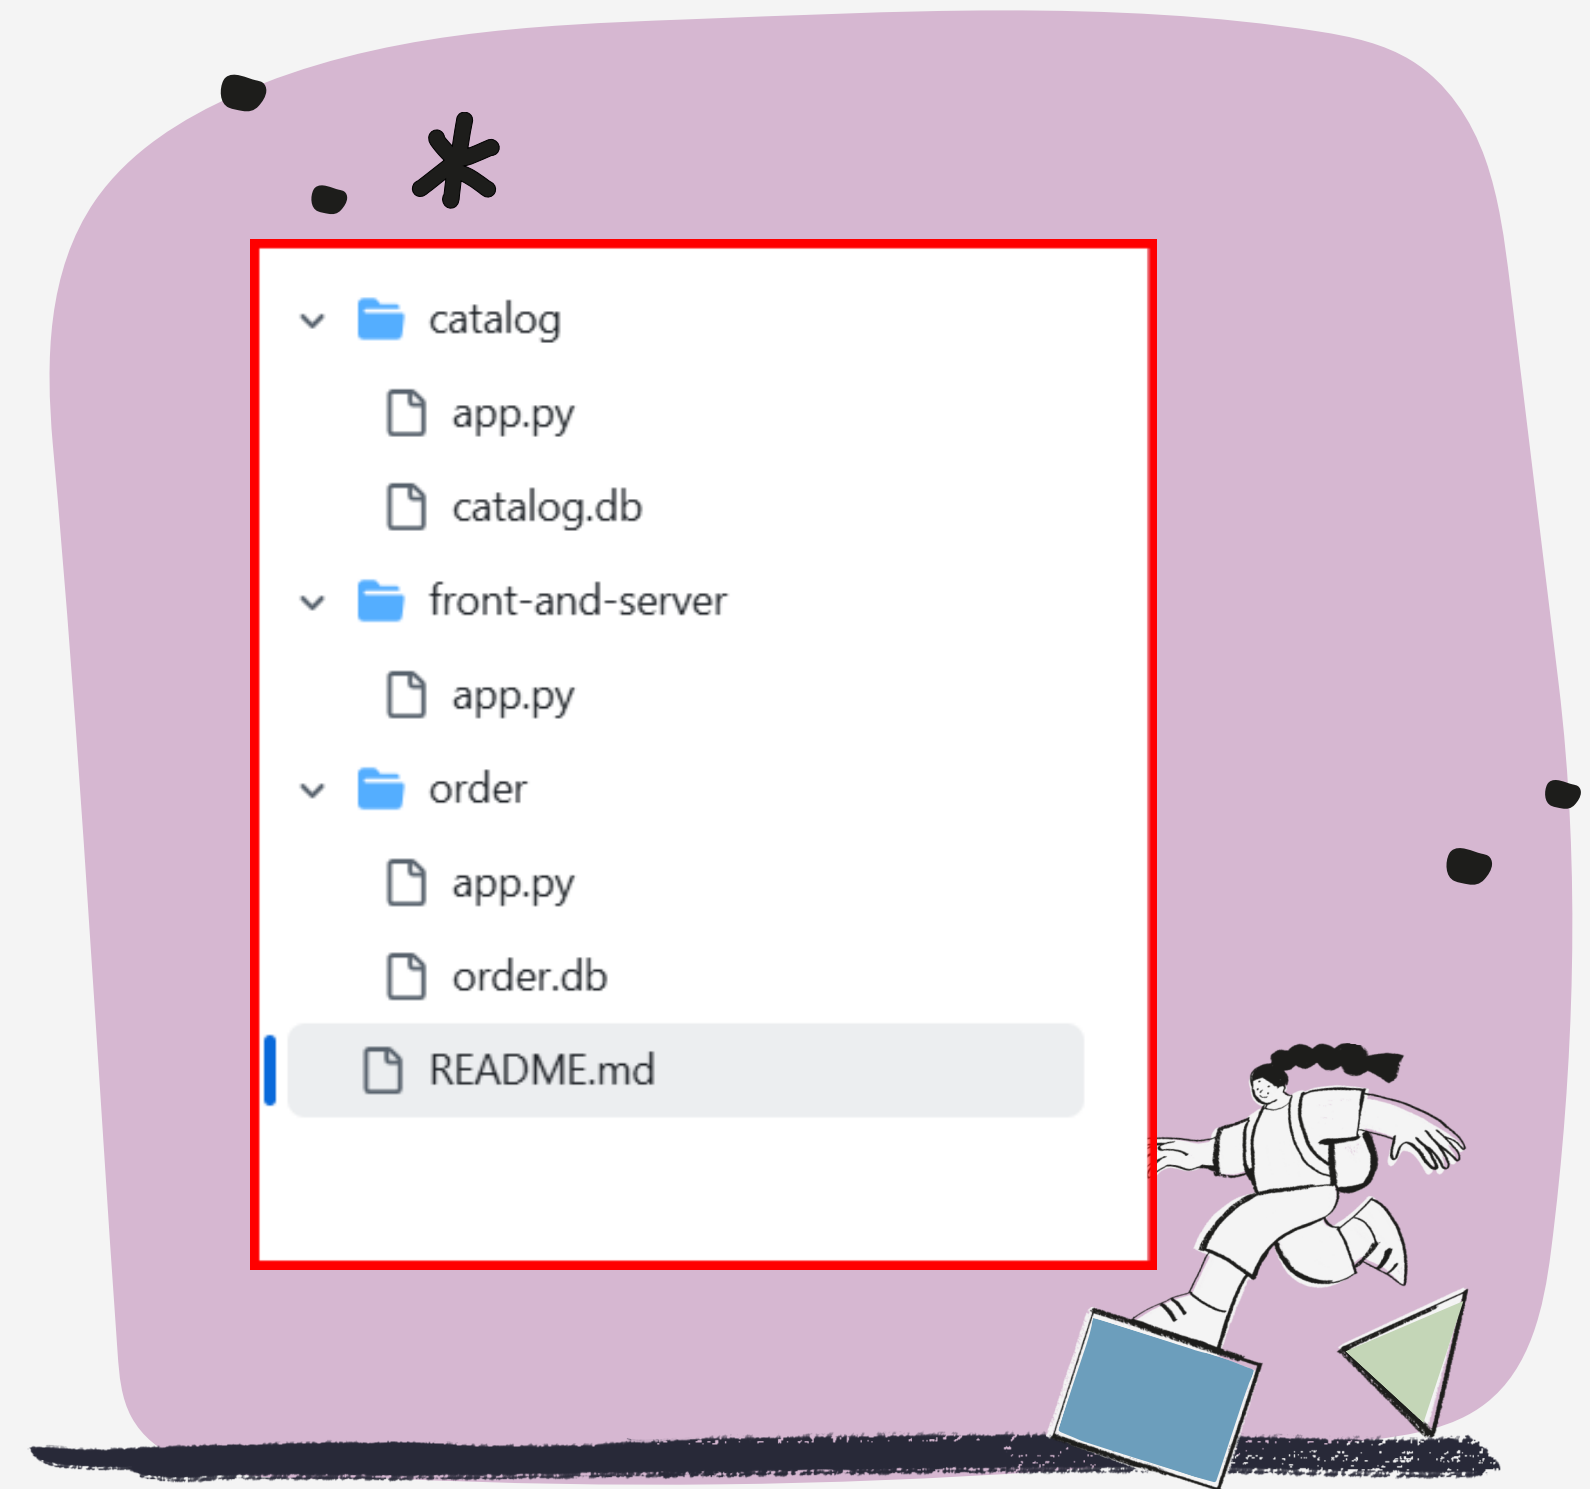 catalog
app.py
catalog.db
front-and-server
app.py
order
app.py
order.db
README.md